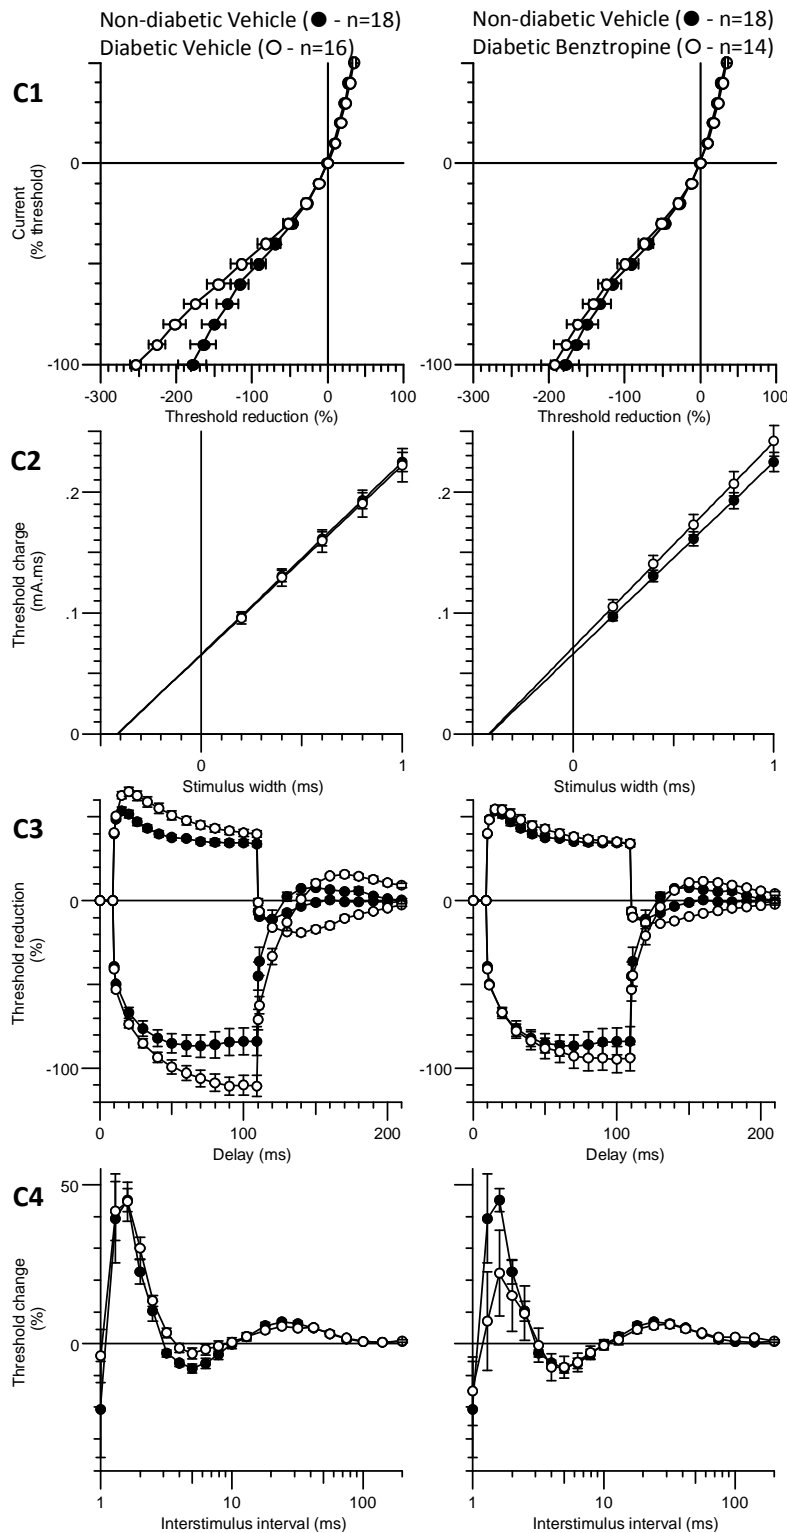 Non-diabetic Vehicle (● - n=18)
Diabetic Vehicle (○ - n=16)
Non-diabetic Vehicle (● - n=18)
Diabetic Benztropine (○ - n=14)
C1
Current
(% threshold)
0
-100
-300 -200 -100 0 100
Threshold reduction (%)
0
-100
-300 -200 -100 0 100
Threshold reduction (%)
C2
Threshold charge
(mA.ms)
.2
.1
0
0 1
Stimulus width (ms)
.2
.1
0
0 1
Stimulus width (ms)
C3
Threshold reduction
(%)
0
-100
0 100 200
Delay (ms)
0
-100
0 100 200
Delay (ms)
C4
Threshold change
(%)
50
0
1 10 100
Interstimulus interval (ms)
1 10 100
Interstimulus interval (ms)